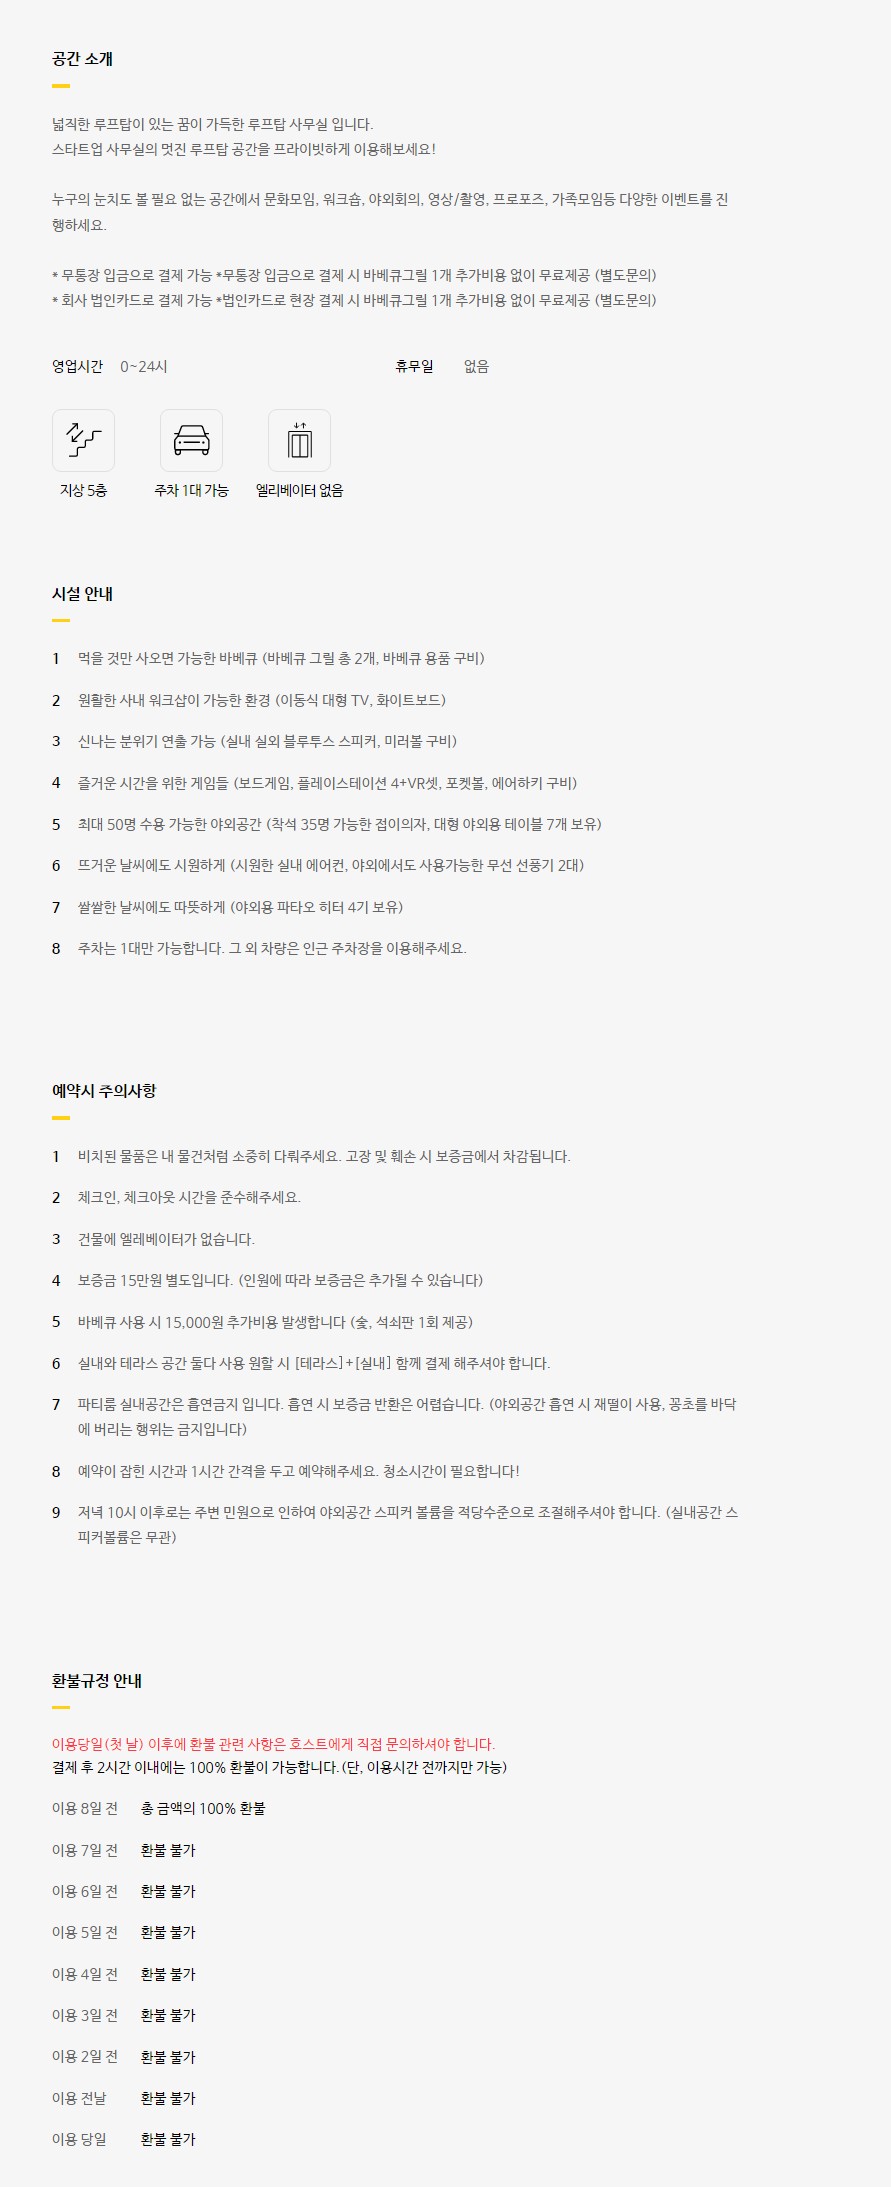 공간 소개
넓직한 루프탑이 있는 꿈이 가득한 루프탑 사무실 입니다.
스타트업 사무실의 멋진 루프탑 공간을 프라이빗하게 이용해보세요!
누구의 눈치도 볼 필요 없는 공간에서 문화모임, 워크숍, 야외회의, 영상/촬영, 프로포즈, 가족모임등 다양한 이벤트를 진
행하세요.
* 무통장 입금으로 결제 가능 *무통장 입금으로 결제 시 바베큐그릴 1개 추가비용 없이 무료제공 (별도문의)
* 회사 법인카드로 결제 가능 *법인카드로 현장 결제 시 바베큐그릴 1개 추가비용 없이 무료제공 (별도문의)
영업시간 0~24시 휴무일 없음
지상 5층 주차 1대 가능 엘리베이터 없음
시설 안내
1 먹을 것만 사오면 가능한 바베큐 (바베큐 그릴 총 2개, 바베큐 용품 구비)
2 원활한 사내 워크샵이 가능한 환경 (이동식 대형 TV, 화이트보드)
3 신나는 분위기 연출 가능 (실내 실외 블루투스 스피커, 미러볼 구비)
4 즐거운 시간을 위한 게임들 (보드게임, 플레이스테이션 4+VR셋, 포켓볼, 에어하키 구비)
5 최대 50명 수용 가능한 야외공간 (착석 35명 가능한 접이의자, 대형 야외용 테이블 7개 보유)
6 뜨거운 날씨에도 시원하게 (시원한 실내 에어컨, 야외에서도 사용가능한 무선 선풍기 2대)
7 쌀쌀한 날씨에도 따뜻하게 (야외용 파타오 히터 4기 보유)
8 주차는 1대만 가능합니다. 그 외 차량은 인근 주차장을 이용해주세요.
예약시 주의사항
1 비치된 물품은 내 물건처럼 소중히 다뤄주세요. 고장 및 훼손 시 보증금에서 차감됩니다.
2 체크인, 체크아웃 시간을 준수해주세요.
3 건물에 엘레베이터가 없습니다.
4 보증금 15만원 별도입니다. (인원에 따라 보증금은 추가될 수 있습니다)
5 바베큐 사용 시 15,000원 추가비용 발생합니다 (숯, 석쇠판 1회 제공)
6 실내와 테라스 공간 둘다 사용 원할 시 [테라스]+[실내] 함께 결제 해주셔야 합니다.
7 파티룸 실내공간은 흡연금지 입니다. 흡연 시 보증금 반환은 어렵습니다. (야외공간 흡연 시 재떨이 사용, 꽁초를 바닥
에 버리는 행위는 금지입니다)
8 예약이 잡힌 시간과 1시간 간격을 두고 예약해주세요. 청소시간이 필요합니다!
9 저녁 10시 이후로는 주변 민원으로 인하여 야외공간 스피커 볼륨을 적당수준으로 조절해주셔야 합니다. (실내공간 스
피커볼륨은 무관)
환불규정 안내
이용당일(첫 날) 이후에 환불 관련 사항은 호스트에게 직접 문의하셔야 합니다.
결제 후 2시간 이내에는 100% 환불이 가능합니다.(단, 이용시간 전까지만 가능)
이용 8일 전 총 금액의 100% 환불
이용 7일 전 환불 불가
이용 6일 전 환불 불가
이용 5일 전 환불 불가
이용 4일 전 환불 불가
이용 3일 전 환불 불가
이용 2일 전 환불 불가
이용 전날 환불 불가
이용 당일 환불 불가